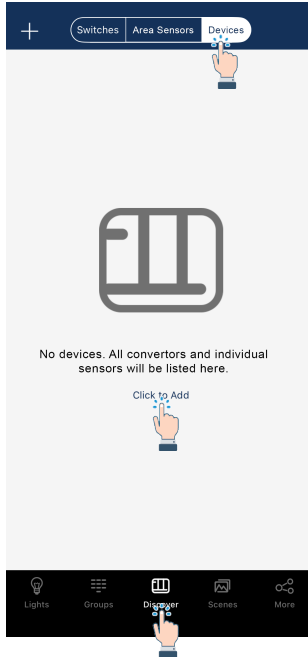 Switches Area Sensors Devices
No devices. All convertors and individual
sensors will be listed here.
Click to Add
Lights Groups Discover Scenes More